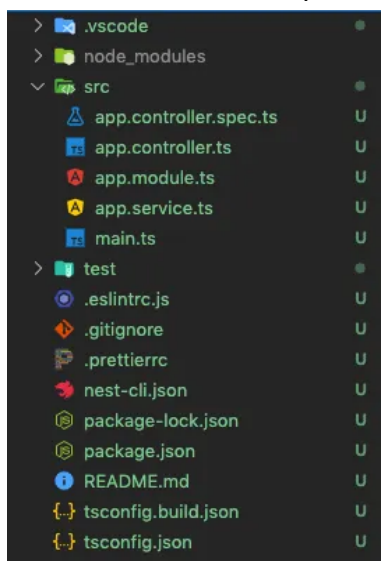 .vscode
node_modules
src
app.controller.spec.ts U
app.controller.ts U
app.module.ts U
app.service.ts U
main.ts U
test
.eslintrc.js U
.gitignore U
.prettierrc U
nest-cli.json U
package-lock.json U
package.json U
README.md U
tsconfig.build.json U
tsconfig.json U